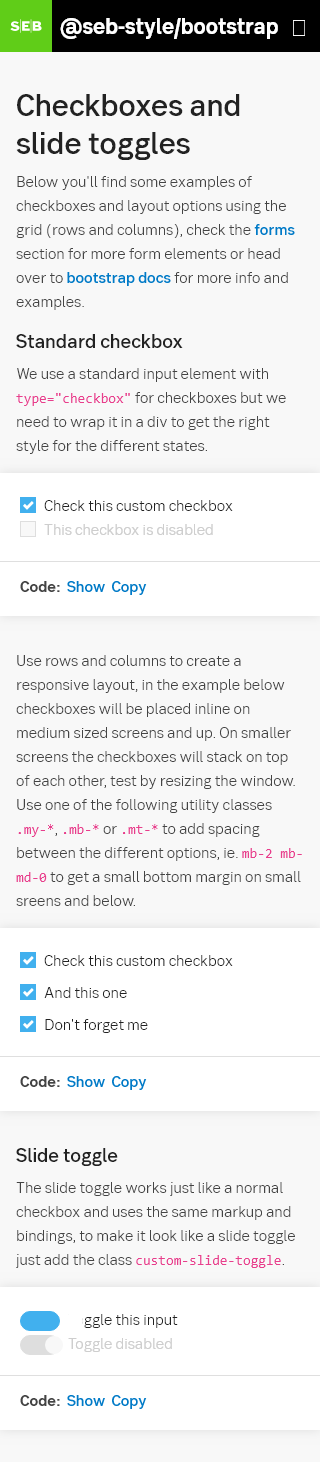 SEB
@seb-style/bootstrap
Checkboxes and
slide toggles
Below you'll find some examples of
checkboxes and layout options using the
grid (rows and columns), check the forms
section for more form elements or head
over to bootstrap docs for more info and
examples.
Standard checkbox
We use a standard input element with
type="checkbox" for checkboxes but we
need to wrap it in a div to get the right
style for the different states.
Check this custom checkbox
This checkbox is disabled
Code: Show Copy
Use rows and columns to create a
responsive layout, in the example below
checkboxes will be placed inline on
medium sized screens and up. On smaller
screens the checkboxes will stack on top
of each other, test by resizing the window.
Use one of the following utility classes
.my-*, .mb-* or .mt-* to add spacing
between the different options, ie. mb-2 mb-
md-0 to get a small bottom margin on small
sreens and below.
Check this custom checkbox
And this one
Don't forget me
Code: Show Copy
Slide toggle
The slide toggle works just like a normal
checkbox and uses the same markup and
bindings, to make it look like a slide toggle
just add the class custom-slide-toggle.
ggle this input
Toggle disabled
Code: Show Copy